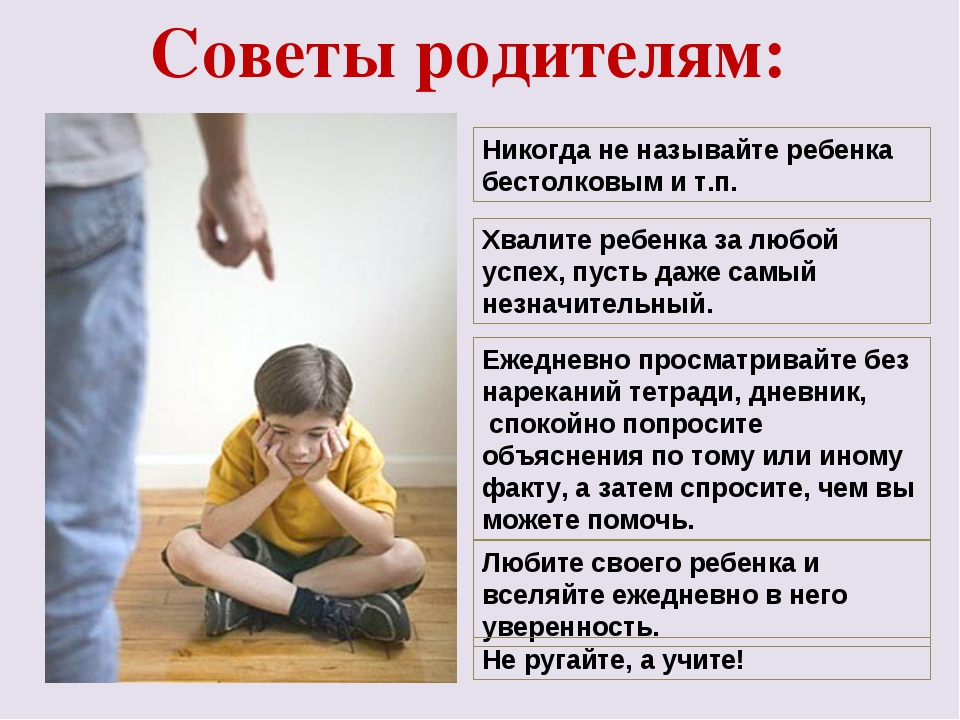 Советы родителям:
Никогда не называйте ребенка
бестолковым и т.п.
Хвалите ребенка за любой
успех, пусть даже самый
незначительный.
Ежедневно просматривайте без
нареканий тетради, дневник,
спокойно попросите
объяснения по тому или иному
факту, а затем спросите, чем вы
можете помочь.
Любите своего ребенка и
вселяйте ежедневно в него
уверенность.
Не ругайте, а учите!